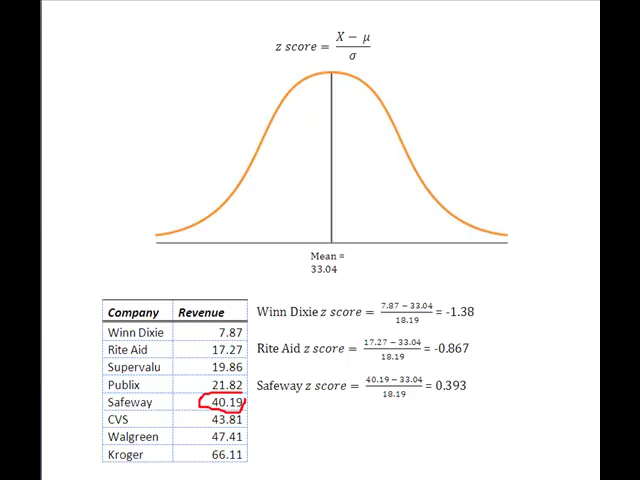 z score = X − μ / σ
Mean =
33.04
Company Revenue
Winn Dixie 7.87
Rite Aid 17.27
Supervalu 19.86
Publix 21.82
Safeway 40.19
CVS 43.81
Walgreen 47.41
Kroger 66.11
Winn Dixie z score = 7.87 − 33.04 / 18.19 = -1.38
Rite Aid z score = 17.27 − 33.04 / 18.19 = -0.867
Safeway z score = 40.19 − 33.04 / 18.19 = 0.393